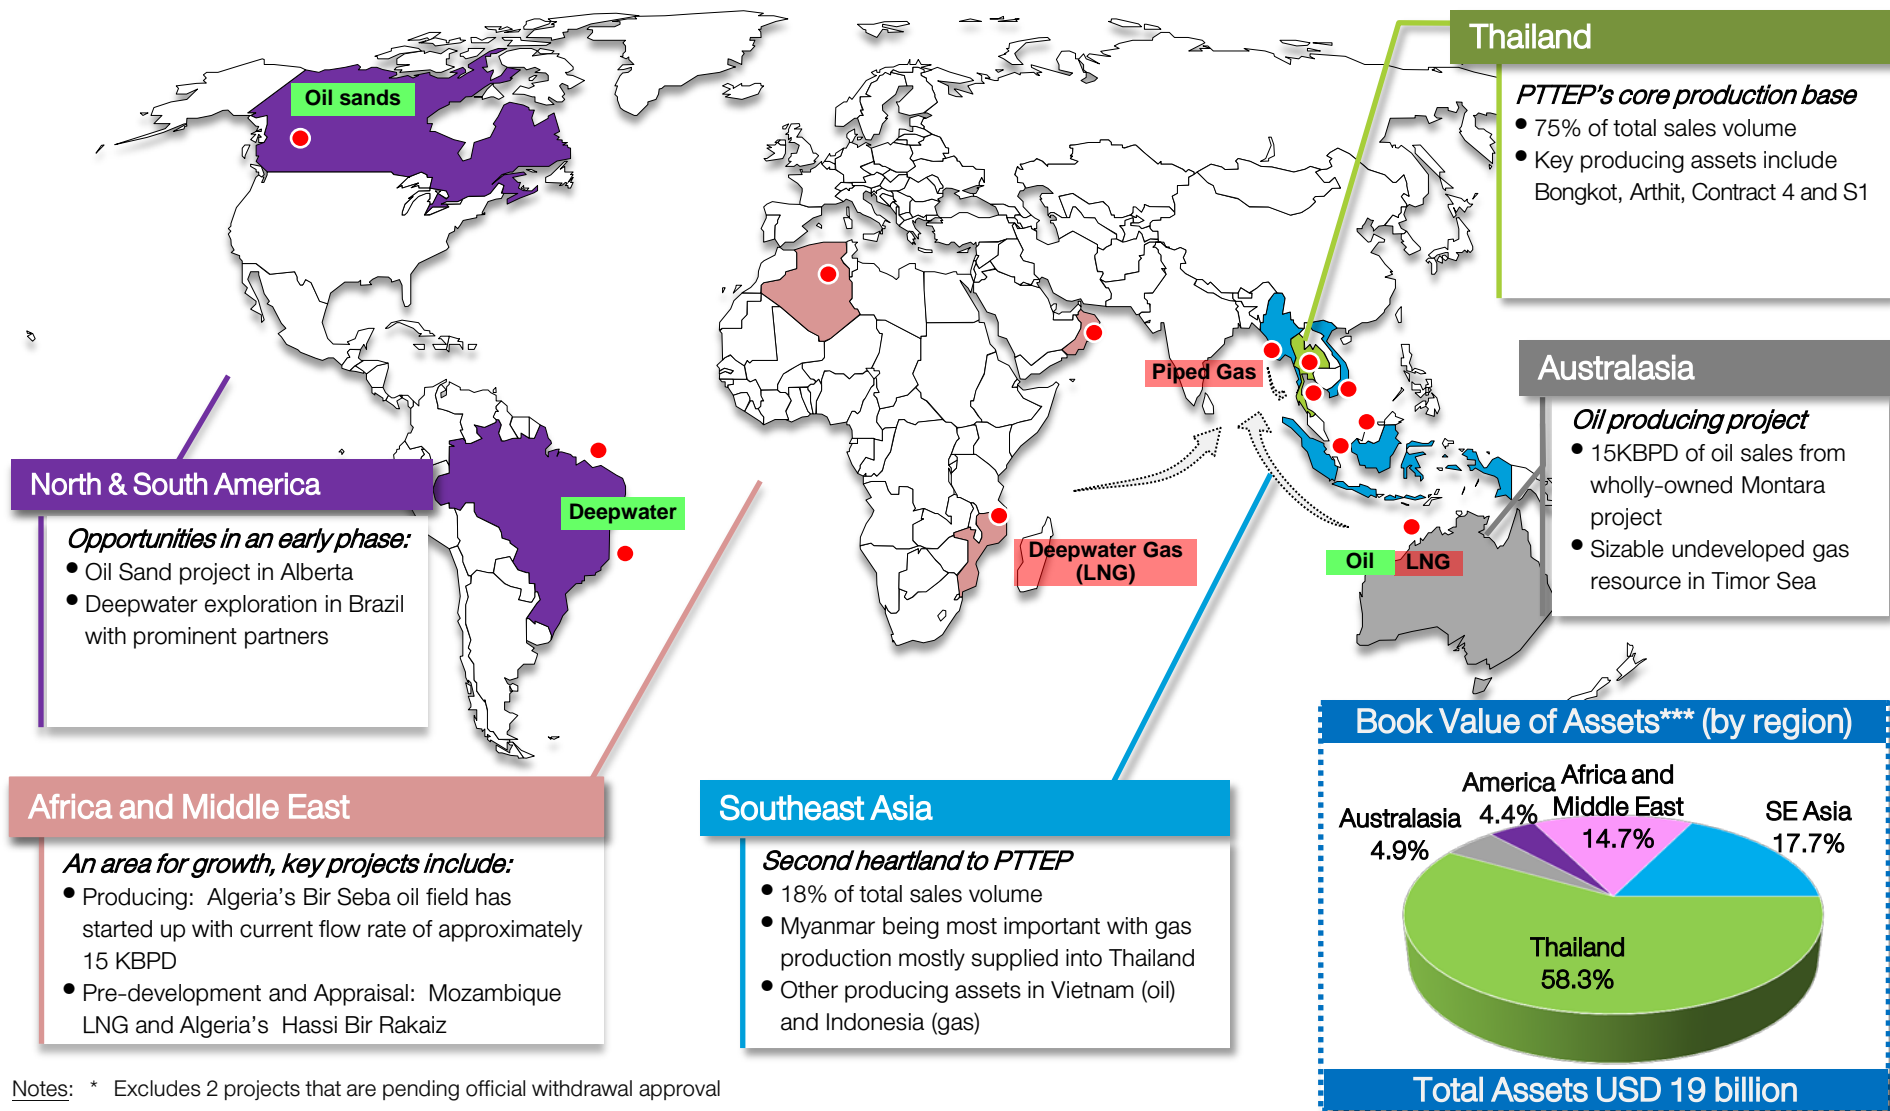 Thailand
PTTEP's core production base
• 75% of total sales volume
• Key producing assets include
Bongkot, Arthit, Contract 4 and S1
Oil sands
Piped Gas
Australasia
Oil producing project
• 15KBPD of oil sales from
wholly-owned Montara
project
• Sizable undeveloped gas
resource in Timor Sea
North & South America
Opportunities in an early phase:
• Oil Sand project in Alberta
• Deepwater exploration in Brazil
with prominent partners
Deepwater
Deepwater Gas
(LNG)
Oil
LNG
Africa and Middle East
An area for growth, key projects include:
• Producing: Algeria's Bir Seba oil field has
started up with current flow rate of approximately
15 KBPD
• Pre-development and Appraisal: Mozambique
LNG and Algeria's Hassi Bir Rakaiz
Southeast Asia
Second heartland to PTTEP
• 18% of total sales volume
• Myanmar being most important with gas
production mostly supplied into Thailand
• Other producing assets in Vietnam (oil)
and Indonesia (gas)
Book Value of Assets*** (by region)
Australasia
4.9%
America
4.4%
Africa and
Middle East
14.7%
SE Asia
17.7%
Thailand
58.3%
Total Assets USD 19 billion
Notes: * Excludes 2 projects that are pending official withdrawal approval